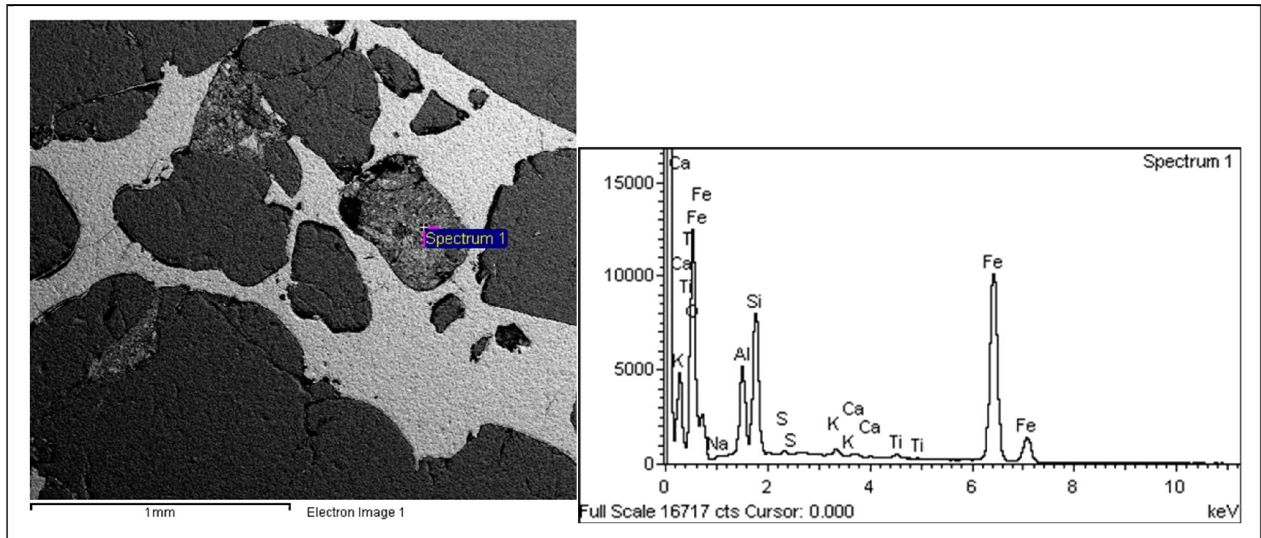 Spectrum 1
1mm
Electron Image 1
Spectrum 1
15000
10000
5000
0
Ca
Fe
Fe
T
Ca
Ti
O
K
Na
Al
Si
S
S
K
K
Ca
Ca
Ti
Ti
Fe
Fe
0 2 4 6 8 10
Full Scale 16717 cts Cursor: 0.000 keV